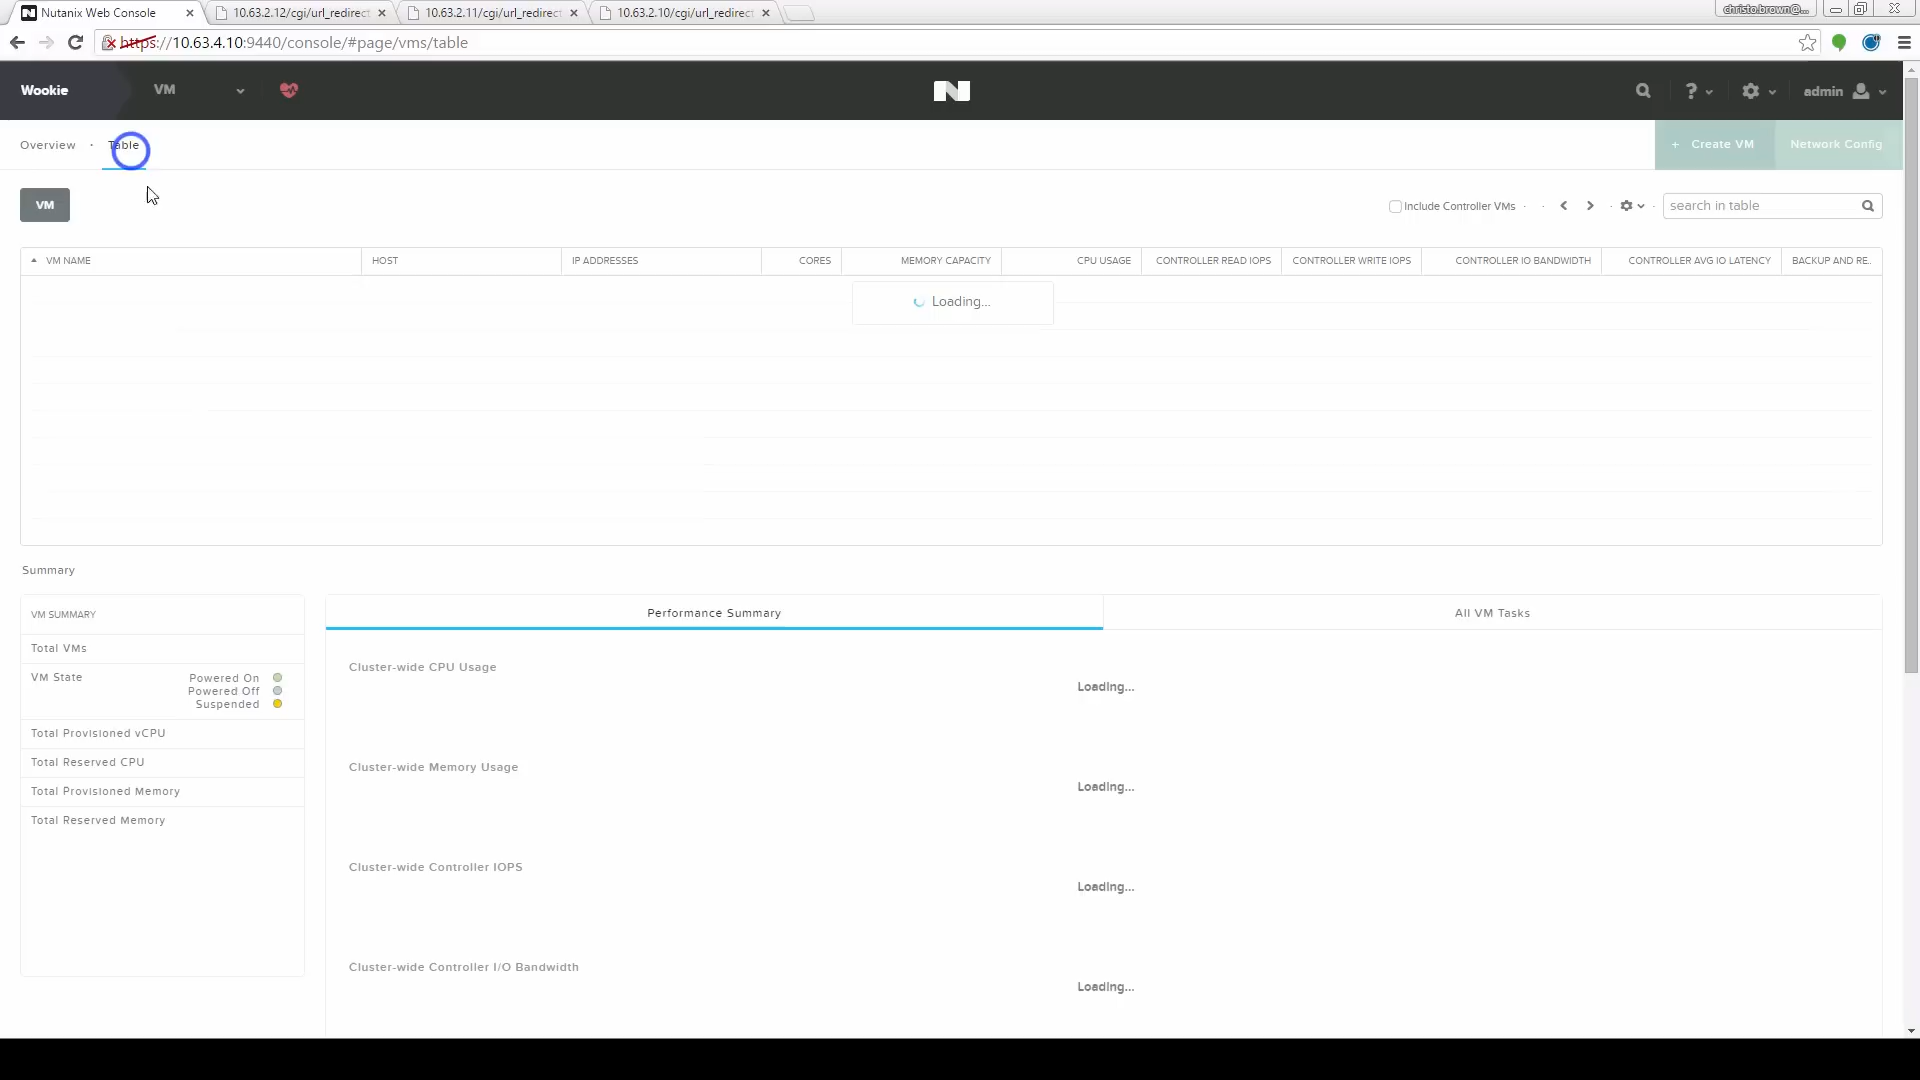 Nutanix Web Console
10.63.2.12/cgi/url_redirect
10.63.2.11/cgi/url_redirect
10.63.2.10/cgi/url_redirect
christo.brown@...
https://10.63.4.10:9440/console/#page/vms/table
Wookie
VM
N
?
admin
Overview · Table
+ Create VM
Network Config
VM
Include Controller VMs
search in table
VM NAME
HOST
IP ADDRESSES
CORES
MEMORY CAPACITY
CPU USAGE
CONTROLLER READ IOPS
CONTROLLER WRITE IOPS
CONTROLLER IO BANDWIDTH
CONTROLLER AVG IO LATENCY
BACKUP AND RE..
Loading...
Summary
VM SUMMARY
Total VMs
VM State
Powered On
Powered Off
Suspended
Total Provisioned vCPU
Total Reserved CPU
Total Provisioned Memory
Total Reserved Memory
Performance Summary
All VM Tasks
Cluster-wide CPU Usage
Loading...
Cluster-wide Memory Usage
Loading...
Cluster-wide Controller IOPS
Loading...
Cluster-wide Controller I/O Bandwidth
Loading...